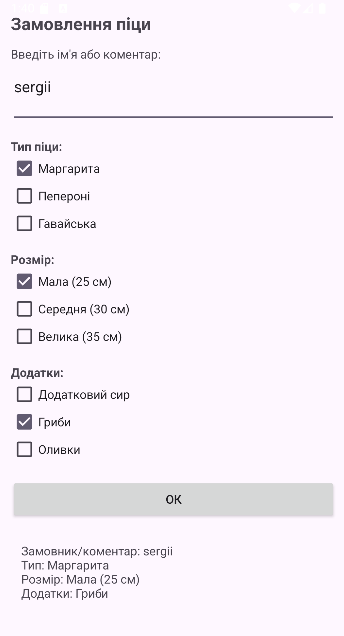 Замовлення піци
Введіть ім'я або коментар:
sergii
Тип піци:
Маргарита
Пепероні
Гавайська
Розмір:
Мала (25 см)
Середня (30 см)
Велика (35 см)
Додатки:
Додатковий сир
Гриби
Оливки
ОК
Замовник/коментар: sergii
Тип: Маргарита
Розмір: Мала (25 см)
Додатки: Гриби